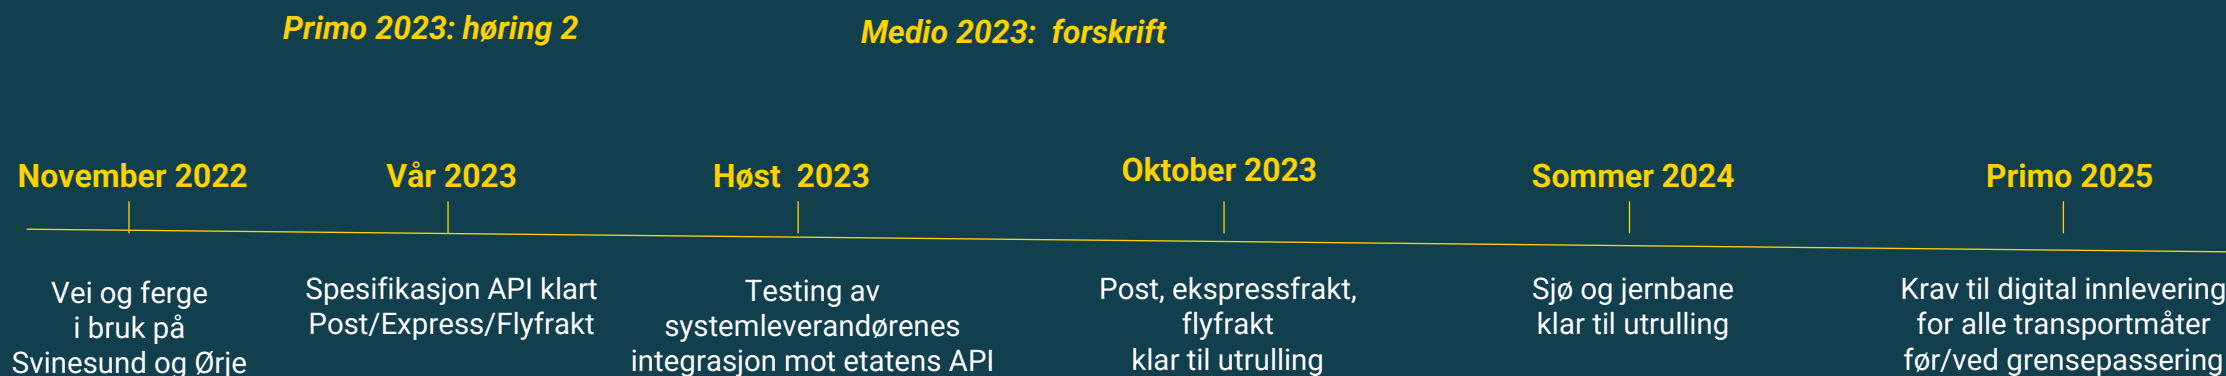 Primo 2023: høring 2
Medio 2023: forskrift
November 2022
Vår 2023
Høst 2023
Oktober 2023
Sommer 2024
Primo 2025
Vei og ferge
i bruk på
Svinesund og Ørje
Spesifikasjon API klart
Post/Express/Flyfrakt
Testing av
systemleverandørenes
integrasjon mot etatens API
Post, ekspressfrakt,
flyfrakt
klar til utrulling
Sjø og jernbane
klar til utrulling
Krav til digital innlevering
for alle transportmåter
før/ved grensepassering